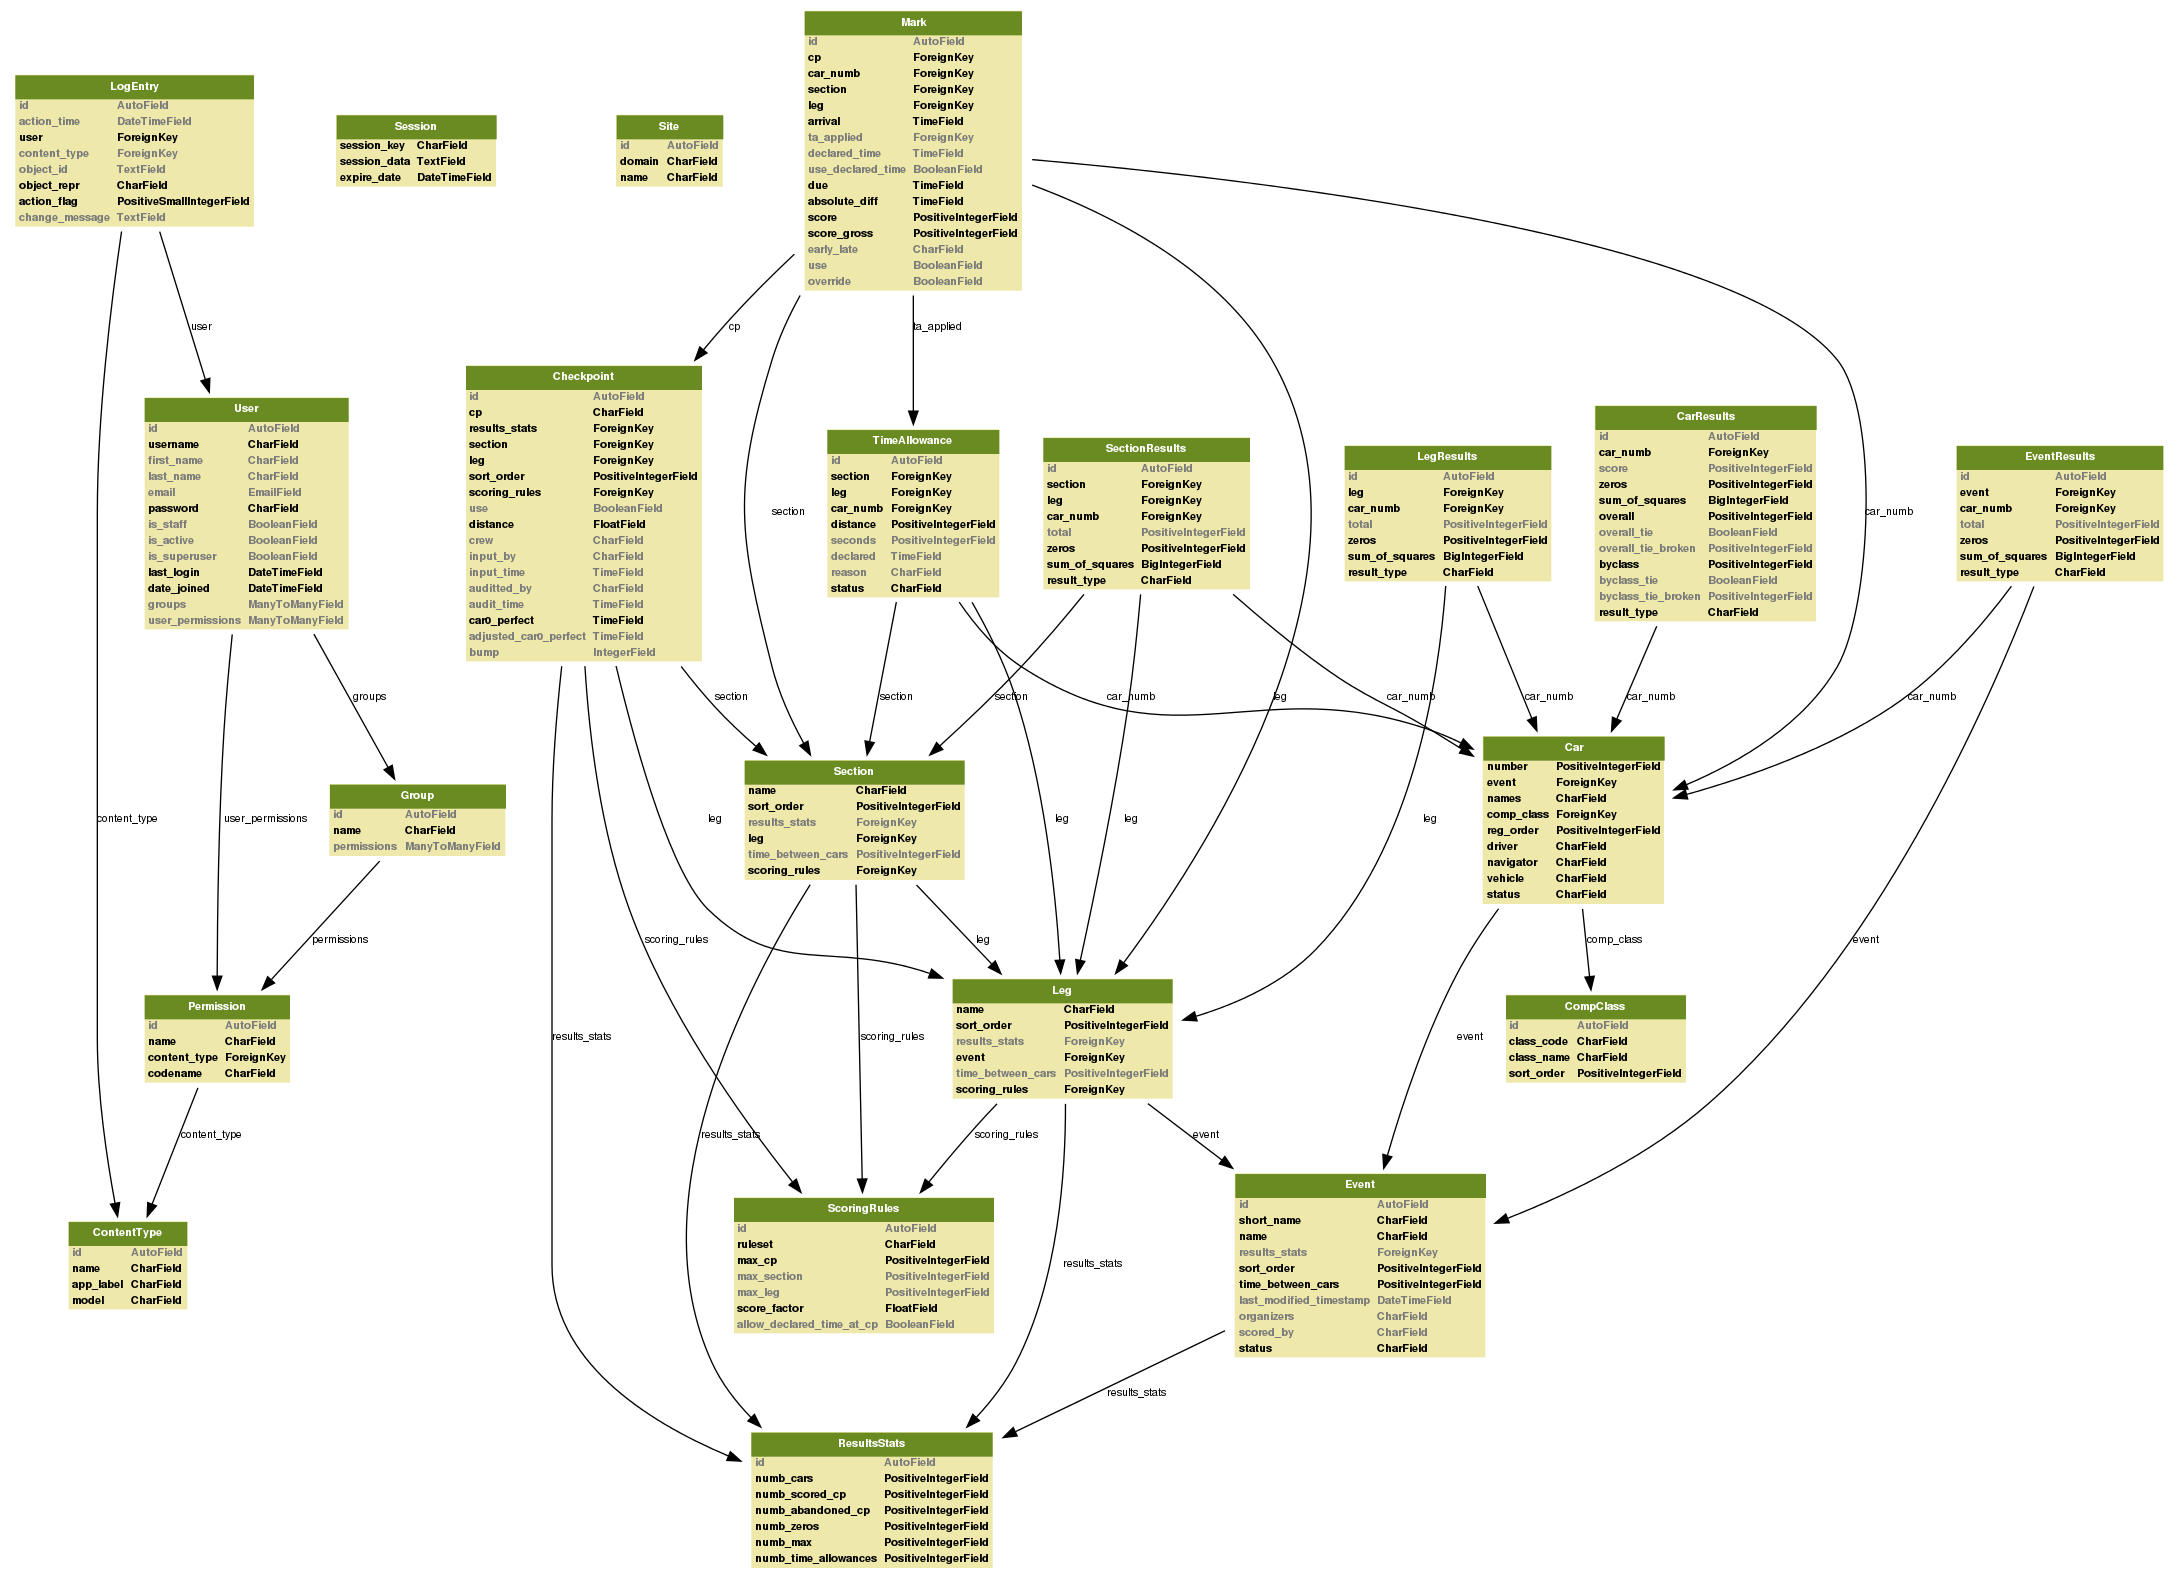 Mark
id AutoField
cp ForeignKey
car_numb ForeignKey
section ForeignKey
leg ForeignKey
arrival TimeField
ta_applied ForeignKey
declared_time TimeField
use_declared_time BooleanField
due TimeField
absolute_diff TimeField
score PositiveIntegerField
score_gross PositiveIntegerField
early_late CharField
use BooleanField
override BooleanField
LogEntry
id AutoField
action_time DateTimeField
user ForeignKey
content_type ForeignKey
object_id TextField
object_repr CharField
action_flag PositiveSmallIntegerField
change_message TextField
Session
session_key CharField
session_data TextField
expire_date DateTimeField
Site
id AutoField
domain CharField
name CharField
user
cp
ta_applied
User
id AutoField
username CharField
first_name CharField
last_name CharField
email EmailField
password CharField
is_staff BooleanField
is_active BooleanField
is_superuser BooleanField
last_login DateTimeField
date_joined DateTimeField
groups ManyToManyField
user_permissions ManyToManyField
Checkpoint
id AutoField
cp CharField
results_stats ForeignKey
section ForeignKey
leg ForeignKey
sort_order PositiveIntegerField
scoring_rules ForeignKey
use BooleanField
distance FloatField
crew CharField
input_by CharField
input_time TimeField
auditted_by CharField
audit_time TimeField
car0_perfect TimeField
adjusted_car0_perfect TimeField
bump IntegerField
section
TimeAllowance
id AutoField
section ForeignKey
leg ForeignKey
car_numb ForeignKey
distance PositiveIntegerField
seconds PositiveIntegerField
declared TimeField
reason CharField
status CharField
SectionResults
id AutoField
section ForeignKey
leg ForeignKey
car_numb ForeignKey
total PositiveIntegerField
zeros PositiveIntegerField
sum_of_squares BigIntegerField
result_type CharField
LegResults
id AutoField
leg ForeignKey
car_numb ForeignKey
total PositiveIntegerField
zeros PositiveIntegerField
sum_of_squares BigIntegerField
result_type CharField
CarResults
id AutoField
car_numb ForeignKey
score PositiveIntegerField
zeros PositiveIntegerField
sum_of_squares BigIntegerField
overall PositiveIntegerField
overall_tie BooleanField
overall_tie_broken PositiveIntegerField
byclass PositiveIntegerField
byclass_tie BooleanField
byclass_tie_broken PositiveIntegerField
result_type CharField
car_numb
EventResults
id AutoField
event ForeignKey
car_numb ForeignKey
total PositiveIntegerField
zeros PositiveIntegerField
sum_of_squares BigIntegerField
result_type CharField
groups
section
section
section
car_numb
leg
car_numb
car_numb
car_numb
car_numb
content_type
user_permissions
Group
id AutoField
name CharField
permissions ManyToManyField
leg
Section
name CharField
sort_order PositiveIntegerField
results_stats ForeignKey
leg ForeignKey
time_between_cars PositiveIntegerField
scoring_rules ForeignKey
leg
leg
leg
Car
number PositiveIntegerField
event ForeignKey
names CharField
comp_class ForeignKey
reg_order PositiveIntegerField
driver CharField
navigator CharField
vehicle CharField
status CharField
permissions
scoring_rules
leg
comp_class
event
Permission
id AutoField
name CharField
content_type ForeignKey
codename CharField
results_stats
scoring_rules
Leg
name CharField
sort_order PositiveIntegerField
results_stats ForeignKey
event ForeignKey
time_between_cars PositiveIntegerField
scoring_rules ForeignKey
event
CompClass
id AutoField
class_code CharField
class_name CharField
sort_order PositiveIntegerField
content_type
results_stats
scoring_rules
event
ContentType
id AutoField
name CharField
app_label CharField
model CharField
ScoringRules
id AutoField
ruleset CharField
max_cp PositiveIntegerField
max_section PositiveIntegerField
max_leg PositiveIntegerField
score_factor FloatField
allow_declared_time_at_cp BooleanField
results_stats
Event
id AutoField
short_name CharField
name CharField
results_stats ForeignKey
sort_order PositiveIntegerField
time_between_cars PositiveIntegerField
last_modified_timestamp DateTimeField
organizers CharField
scored_by CharField
status CharField
results_stats
ResultsStats
id AutoField
numb_cars PositiveIntegerField
numb_scored_cp PositiveIntegerField
numb_abandoned_cp PositiveIntegerField
numb_zeros PositiveIntegerField
numb_max PositiveIntegerField
numb_time_allowances PositiveIntegerField